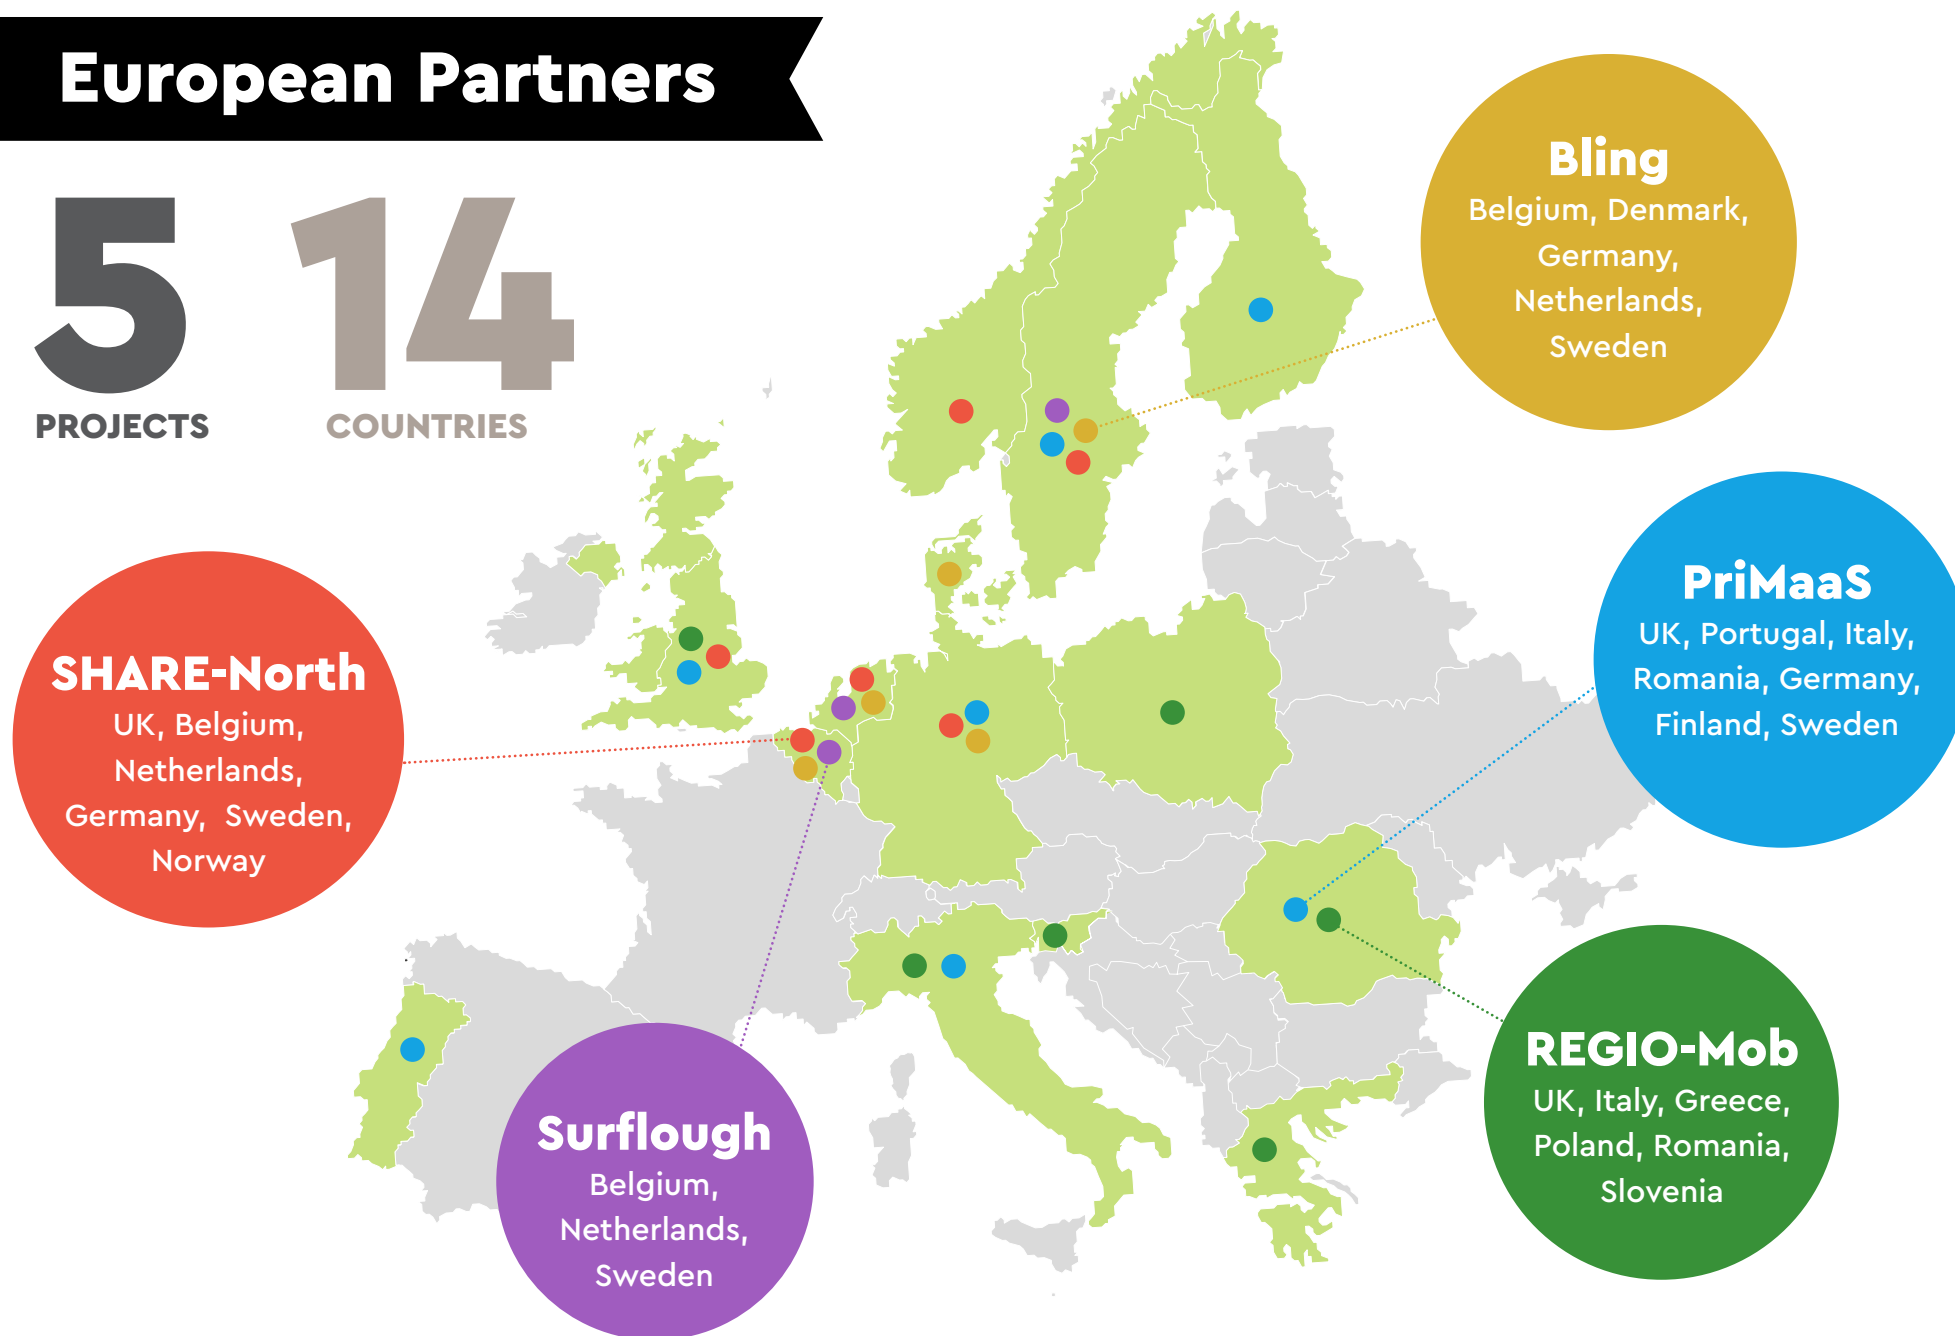 European Partners
5
PROJECTS
14
COUNTRIES
Bling
Belgium, Denmark,
Germany,
Netherlands,
Sweden
PriMaaS
UK, Portugal, Italy,
Romania, Germany,
Finland, Sweden
SHARE-North
UK, Belgium,
Netherlands,
Germany, Sweden,
Norway
REGIO-Mob
UK, Italy, Greece,
Poland, Romania,
Slovenia
Surflough
Belgium,
Netherlands,
Sweden